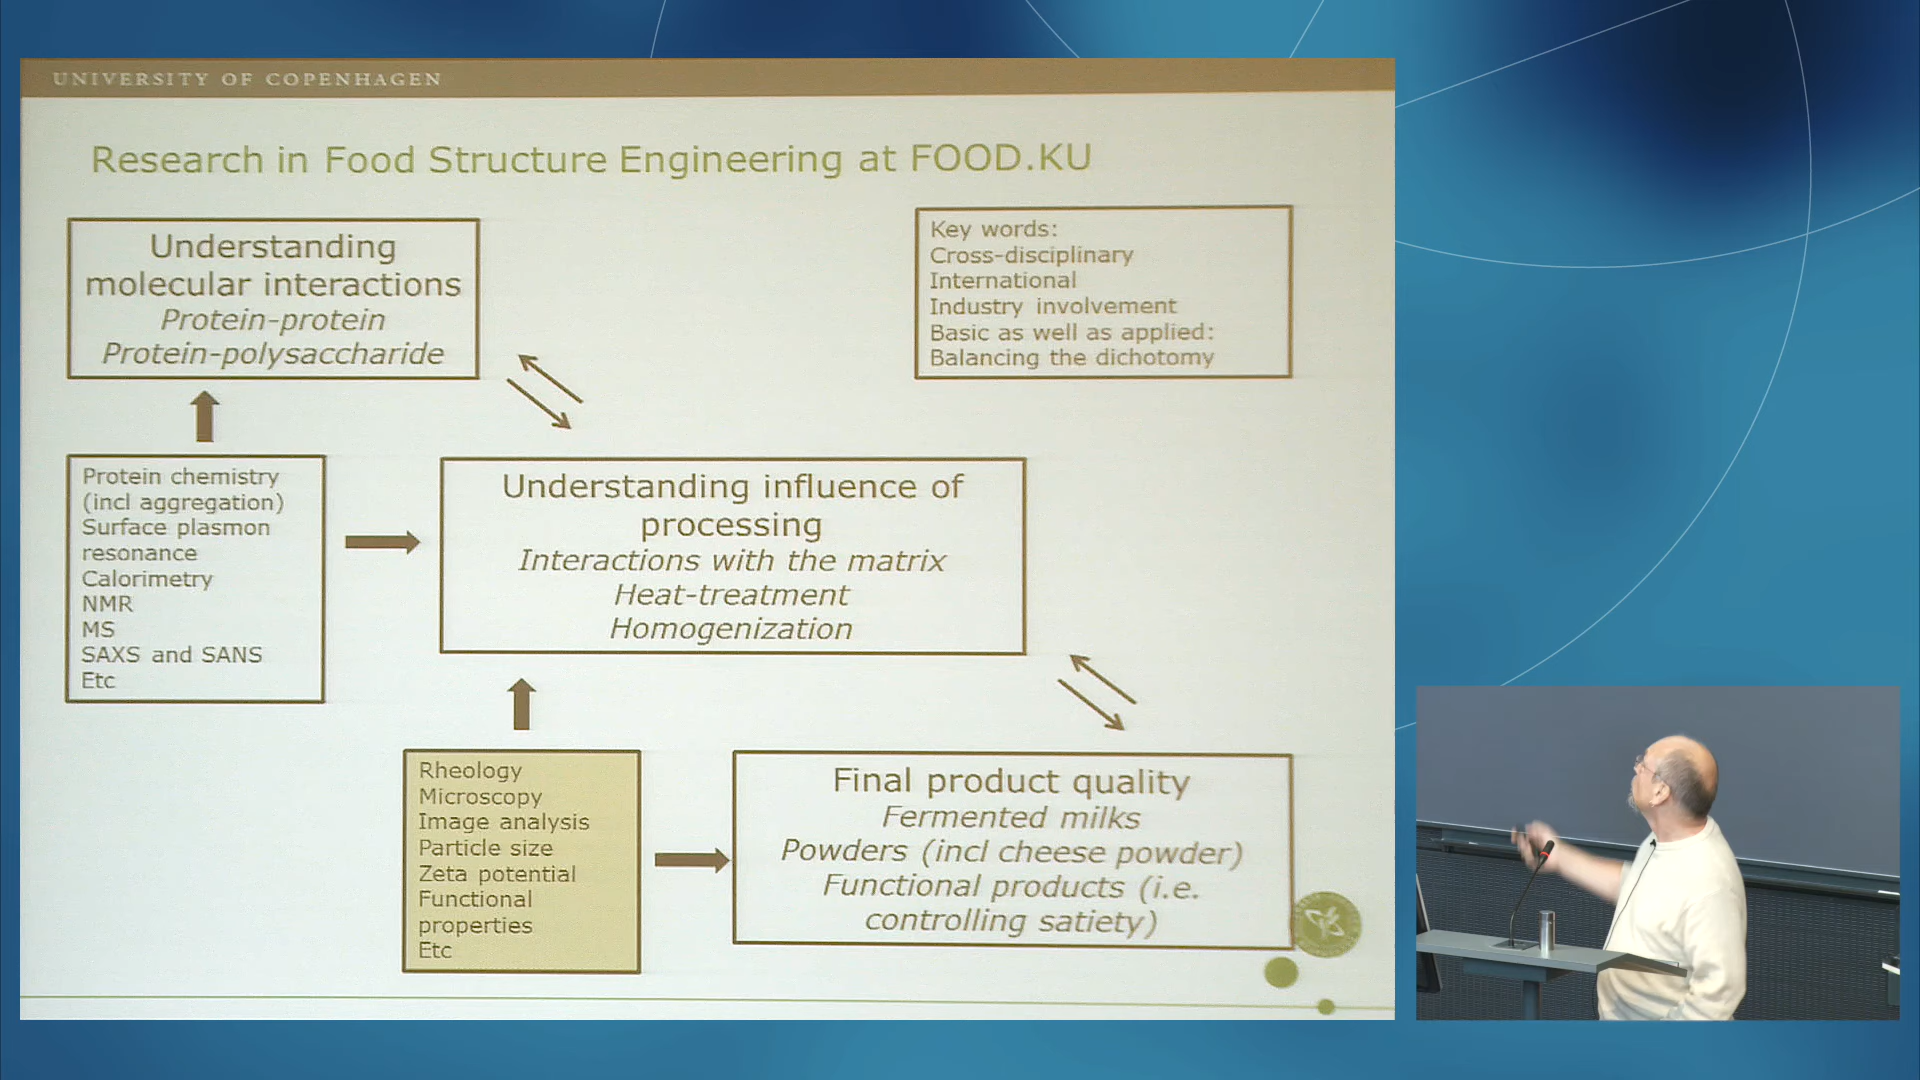 UNIVERSITY OF COPENHAGEN
Research in Food Structure Engineering at FOOD.KU
Understanding
molecular interactions
Protein-protein
Protein-polysaccharide
Key words:
Cross-disciplinary
International
Industry involvement
Basic as well as applied:
Balancing the dichotomy
Protein chemistry
(incl aggregation)
Surface plasmon
resonance
Calorimetry
NMR
MS
SAXS and SANS
Etc
Understanding influence of
processing
Interactions with the matrix
Heat-treatment
Homogenization
Rheology
Microscopy
Image analysis
Particle size
Zeta potential
Functional
properties
Etc
Final product quality
Fermented milks
Powders (incl cheese powder)
Functional products (i.e.
controlling satiety)